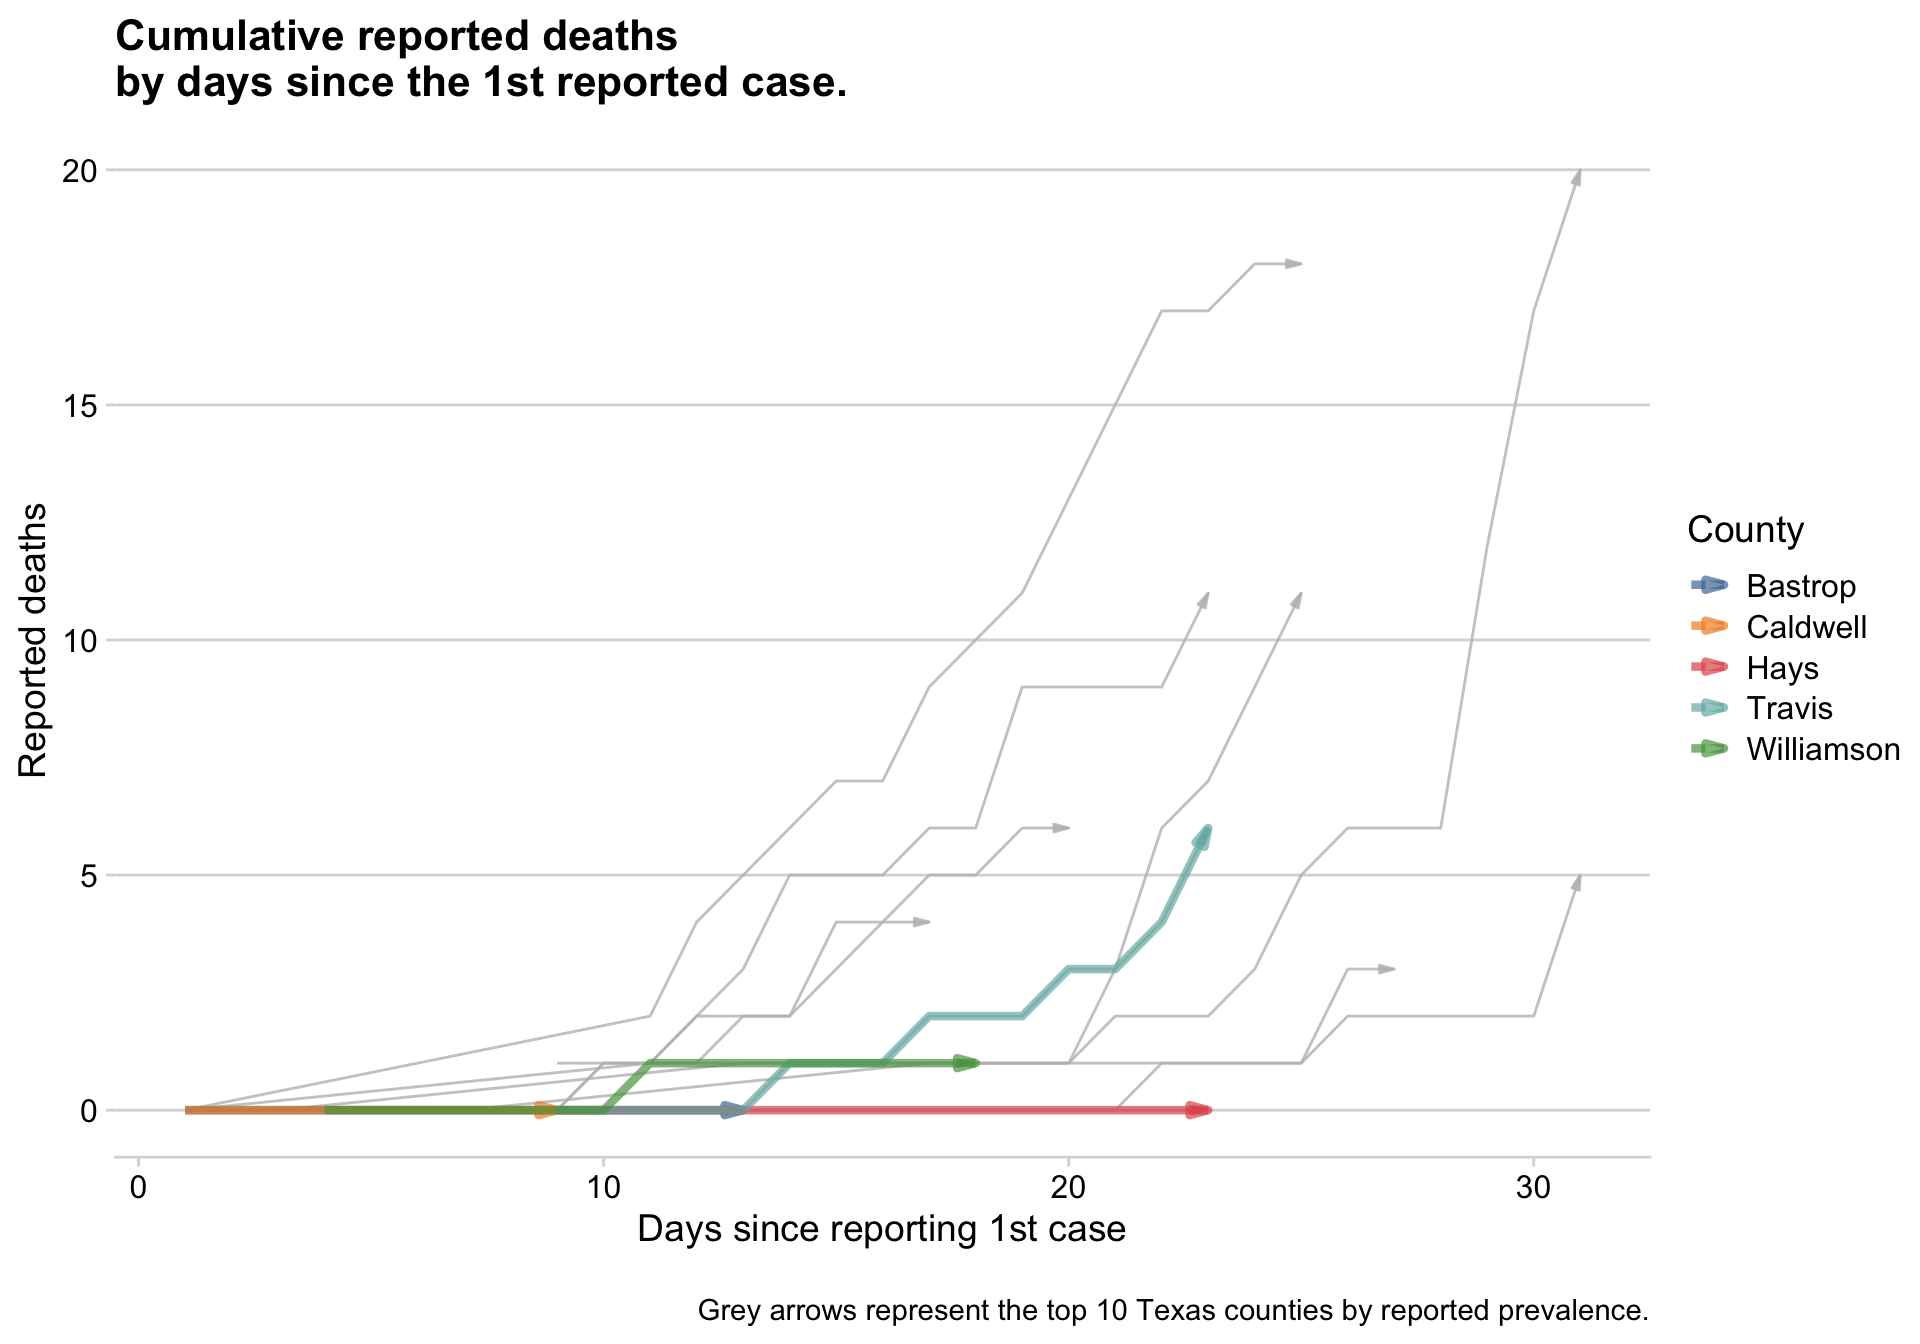 Cumulative reported deaths
by days since the 1st reported case.
20
15
10
5
0
Reported deaths
0 10 20 30
Days since reporting 1st case
County
Bastrop
Caldwell
Hays
Travis
Williamson
Grey arrows represent the top 10 Texas counties by reported prevalence.